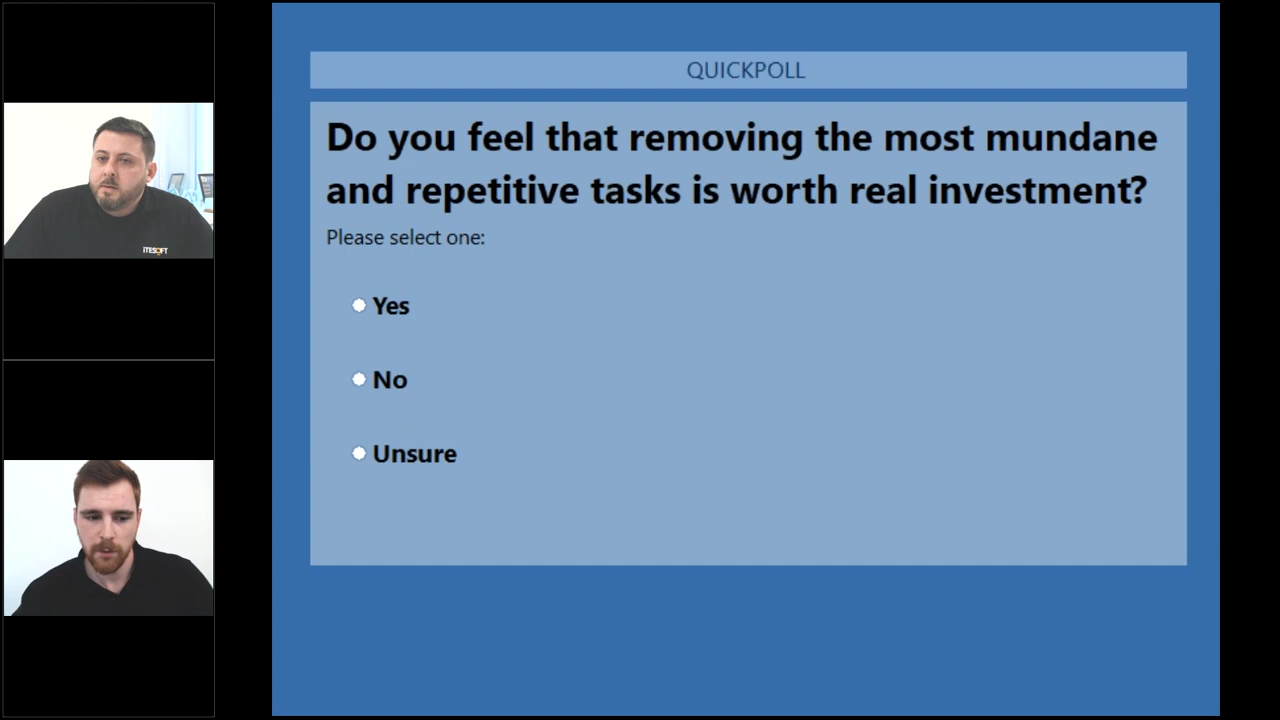 QUICKPOLL
Do you feel that removing the most mundane
and repetitive tasks is worth real investment?
Please select one:
Yes
No
Unsure
iTESOFT